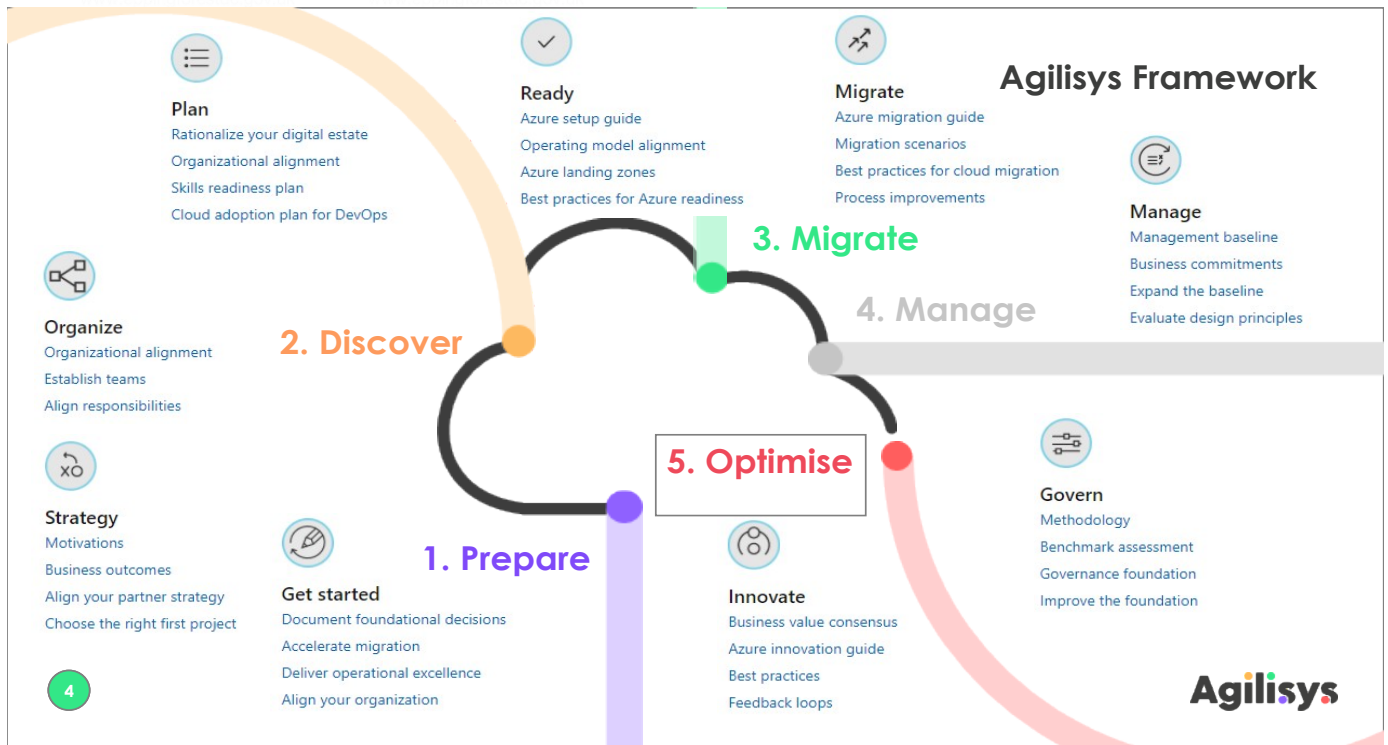 Agilisys Framework
Plan
Rationalize your digital estate
Organizational alignment
Skills readiness plan
Cloud adoption plan for DevOps
Ready
Azure setup guide
Operating model alignment
Azure landing zones
Best practices for Azure readiness
Migrate
Azure migration guide
Migration scenarios
Best practices for cloud migration
Process improvements
Manage
Management baseline
Business commitments
Expand the baseline
Evaluate design principles
3. Migrate
4. Manage
2. Discover
Organize
Organizational alignment
Establish teams
Align responsibilities
5. Optimise
XO
Strategy
Motivations
Business outcomes
Align your partner strategy
Choose the right first project
1. Prepare
Get started
Document foundational decisions
Accelerate migration
Deliver operational excellence
Align your organization
Innovate
Business value consensus
Azure innovation guide
Best practices
Feedback loops
Govern
Methodology
Benchmark assessment
Governance foundation
Improve the foundation
4
Agilisys